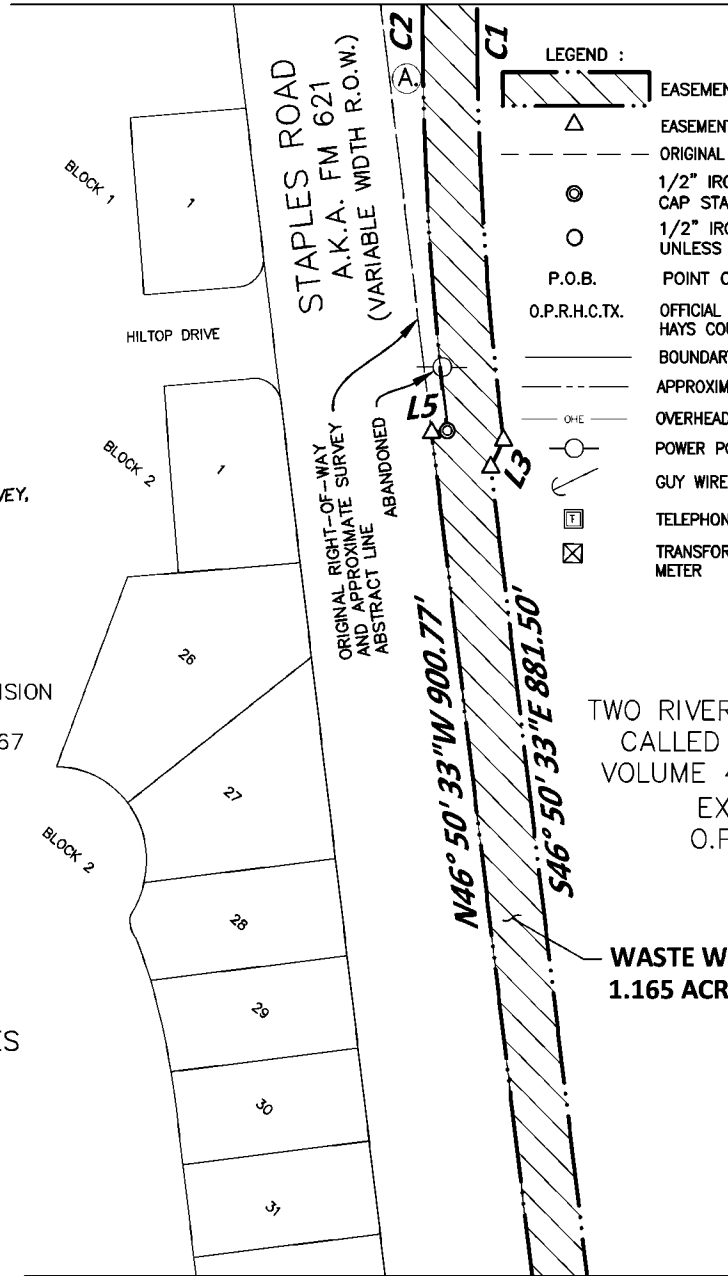 C2
C1
A.
STAPLES ROAD
A.K.A. FM 621
(VARIABLE WIDTH R.O.W.)
BLOCK 1
1
HILTOP DRIVE
BLOCK 2
1
VEY,
ORIGINAL RIGHT-OF-WAY
AND APPROXIMATE SURVEY
ABSTRACT LINE
ABANDONED
L5
L3
LEGEND :
EASEMEN
EASEMENT
ORIGINAL
1/2" IRO
CAP STA
1/2" IRO
UNLESS
P.O.B.
POINT O
O.P.R.H.C.TX.
OFFICIAL
HAYS COU
BOUNDARY
APPROXIM
OHE
OVERHEAD
POWER PO
GUY WIRE
T
TELEPHON
TRANSFOR
METER
26
ISION
67
27
BLOCK 2
28
29
ES
30
31
N46° 50' 33"W 900.77'
S46° 50' 33"E 881.50'
TWO RIVER
CALLED
VOLUME 4
EX
O.P
WASTE W
1.165 ACR